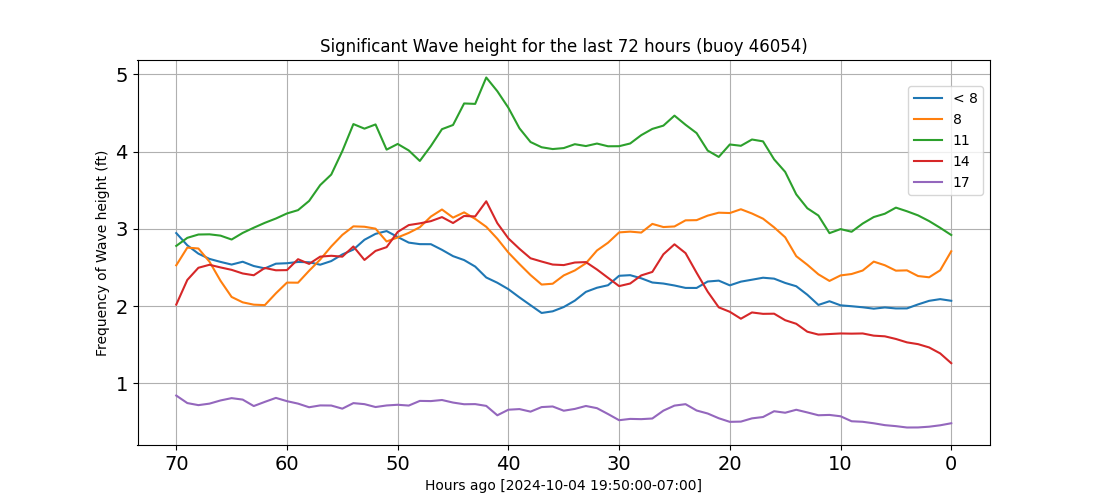 Significant Wave height for the last 72 hours (buoy 46054)
Frequency of Wave height (ft)
5
4
3
2
1
< 8
8
11
14
17
70 60 50 40 30 20 10 0
Hours ago [2024-10-04 19:50:00-07:00]